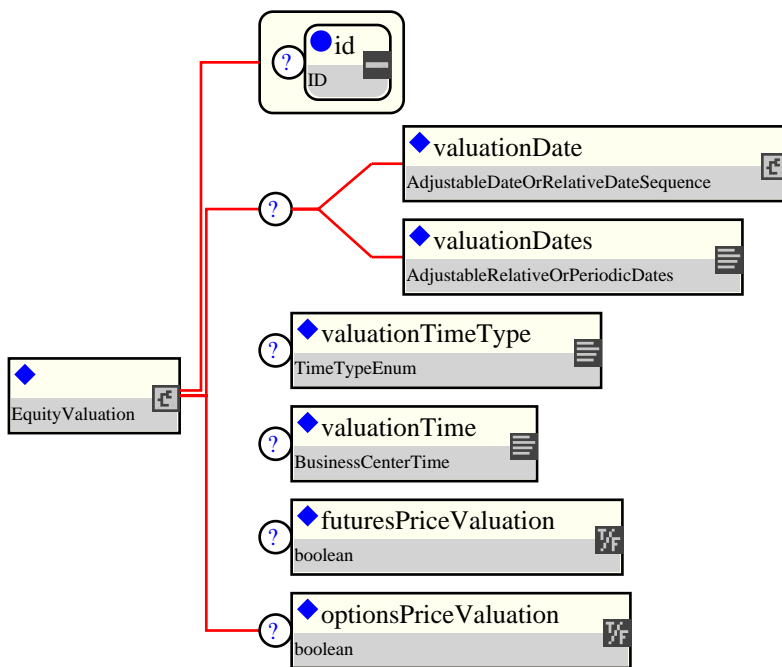 id
?
ID
valuationDate
AdjustableDateOrRelativeDateSequence
?
valuationDates
AdjustableRelativeOrPeriodicDates
valuationTimeType
?
TimeTypeEnum
EquityValuation
valuationTime
?
BusinessCenterTime
futuresPriceValuation
?
T/F
boolean
optionsPriceValuation
?
T/F
boolean